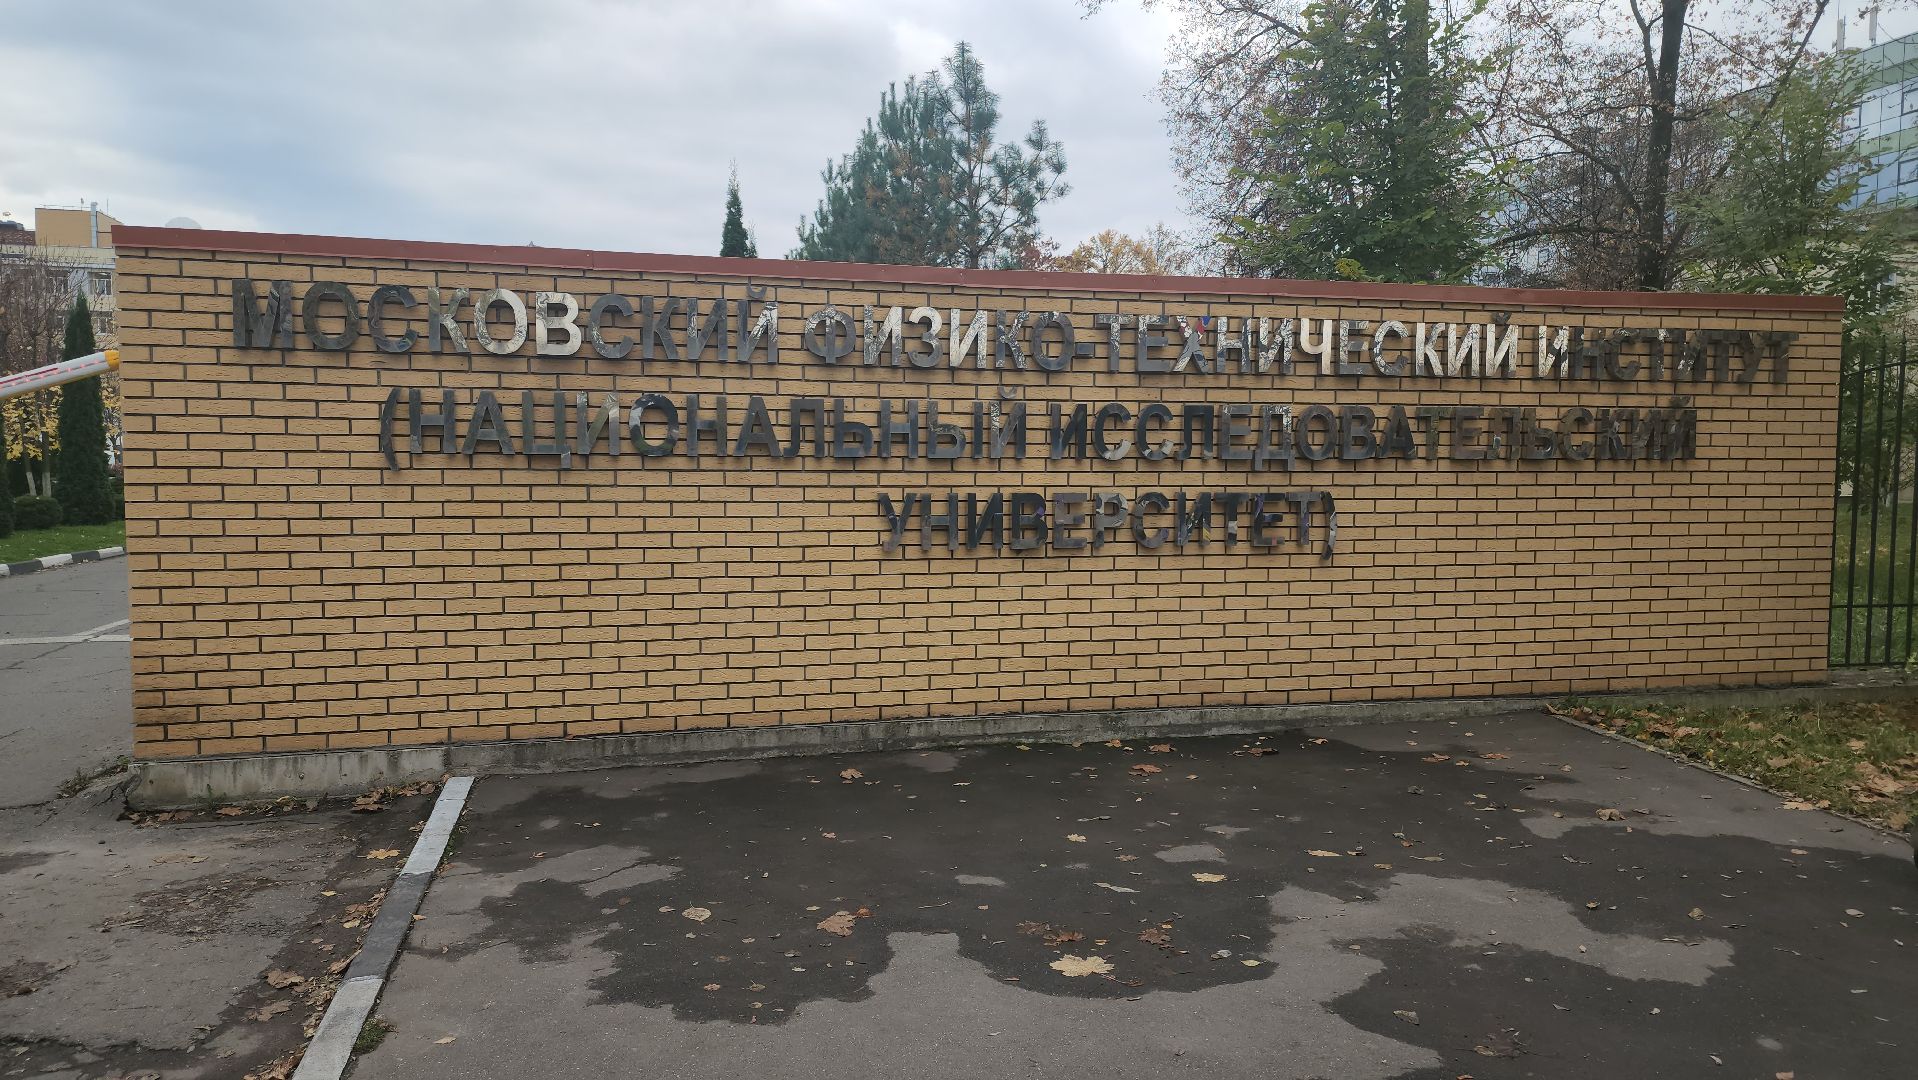 МОСКОВСКИЙ ФИЗИКО-ТЕХНИЧЕСКИЙ ИНСТИТУТ
(НАЦИОНАЛЬНЫЙ ИССЛЕДОВАТЕЛЬСКИЙ
УНИВЕРСИТЕТ)